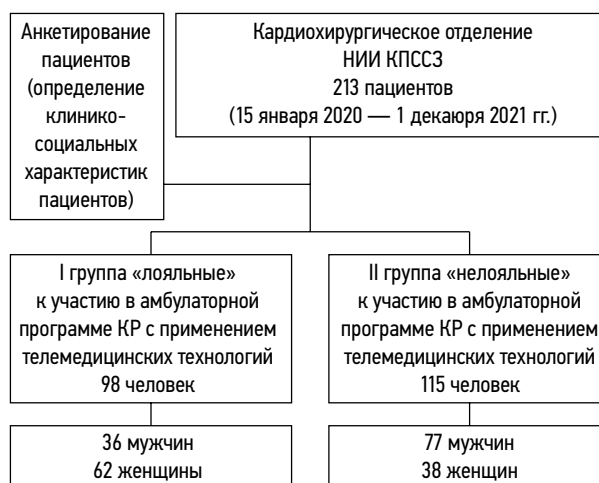 Анкетирование
пациентов
(определение
клинико-
социальных
характеристик
пациентов)
Кардиохирургическое отделение
НИИ КПССЗ
213 пациентов
(15 января 2020 — 1 декаюря 2021 гг.)
I группа «лояльные»
к участию в амбулаторной
программе КР с применением
телемедицинских технологий
98 человек
II группа «нелояльные»
к участию в амбулаторной
программе КР с применением
телемедицинских технологий
115 человек
36 мужчин
62 женщины
77 мужчин
38 женщин